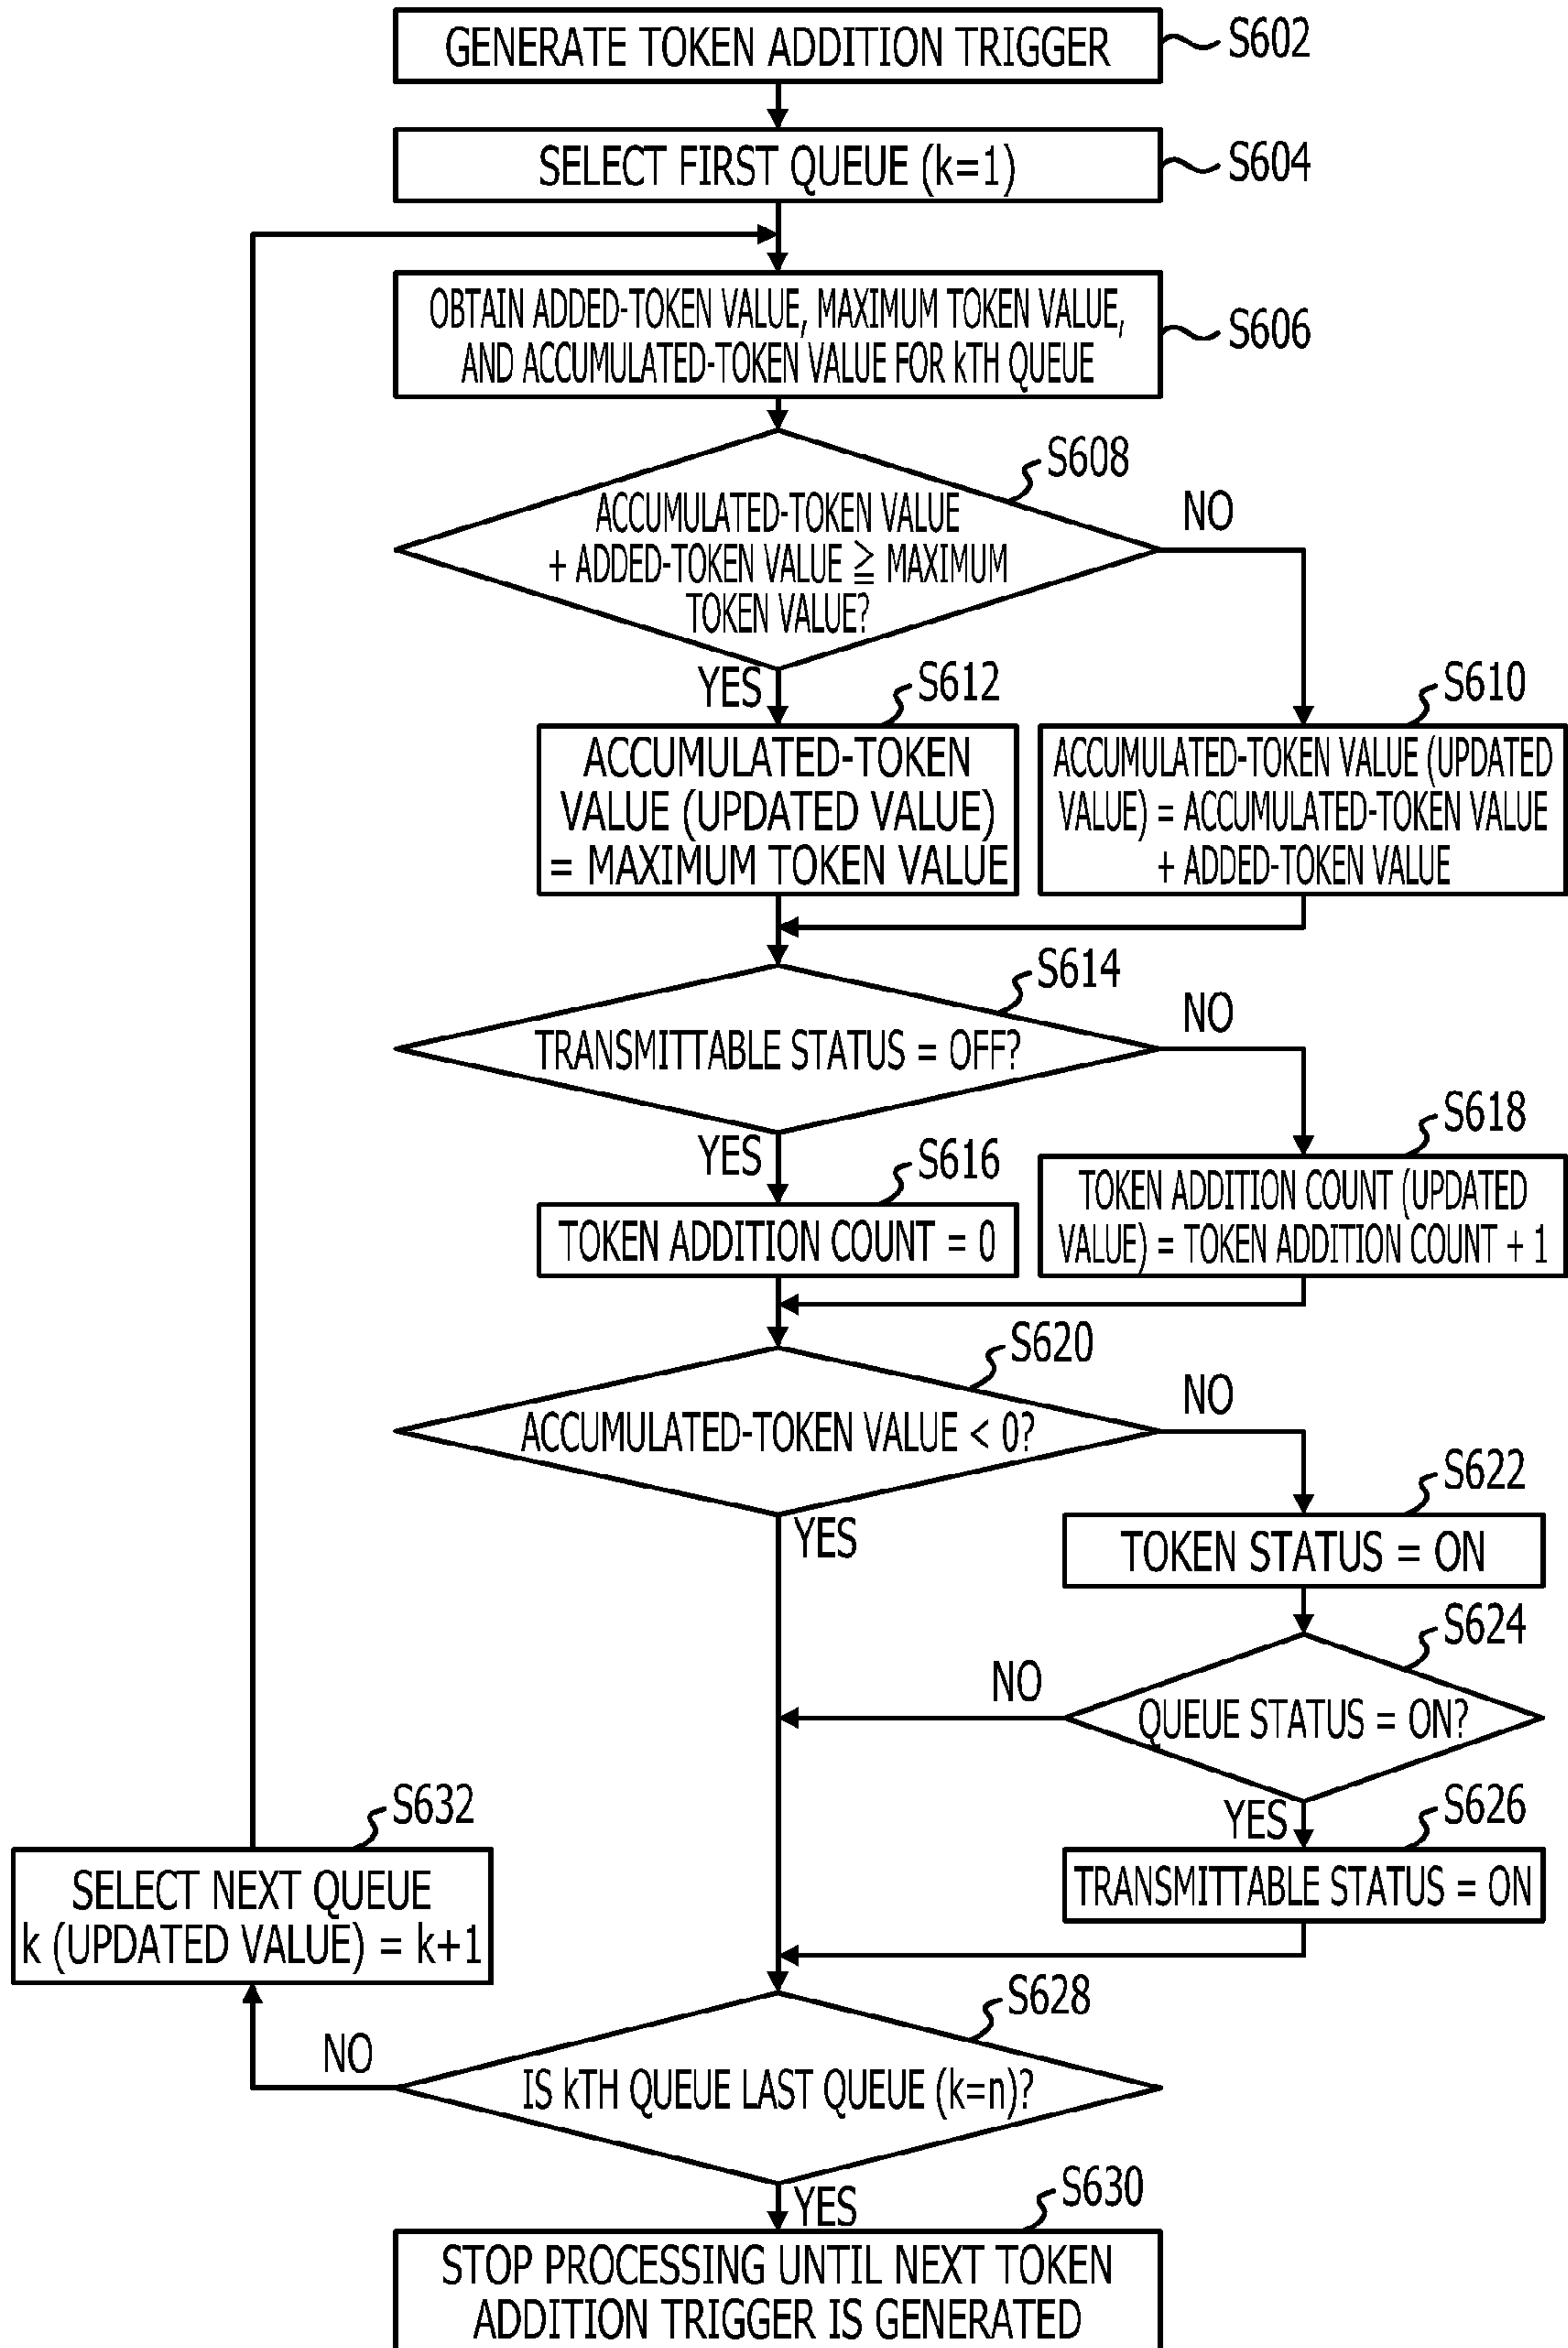 GENERATE TOKEN ADDITION TRIGGER
S602
SELECT FIRST QUEUE (k=1)
S604
OBTAIN ADDED-TOKEN VALUE, MAXIMUM TOKEN VALUE,
AND ACCUMULATED-TOKEN VALUE FOR kTH QUEUE
S606
S608
ACCUMULATED-TOKEN VALUE
+ ADDED-TOKEN VALUE ≧ MAXIMUM
TOKEN VALUE?
NO
YES
S612
ACCUMULATED-TOKEN
VALUE (UPDATED VALUE)
= MAXIMUM TOKEN VALUE
S610
ACCUMULATED-TOKEN VALUE (UPDATED
VALUE) = ACCUMULATED-TOKEN VALUE
+ ADDED-TOKEN VALUE
S614
TRANSMITTABLE STATUS = OFF?
NO
YES
S616
TOKEN ADDITION COUNT = 0
S618
TOKEN ADDITION COUNT (UPDATED
VALUE) = TOKEN ADDITION COUNT + 1
S620
ACCUMULATED-TOKEN VALUE < 0?
NO
YES
S622
TOKEN STATUS = ON
S624
QUEUE STATUS = ON?
NO
YES
S626
TRANSMITTABLE STATUS = ON
S632
SELECT NEXT QUEUE
k (UPDATED VALUE) = k+1
S628
IS kTH QUEUE LAST QUEUE (k=n)?
NO
YES
S630
STOP PROCESSING UNTIL NEXT TOKEN
ADDITION TRIGGER IS GENERATED